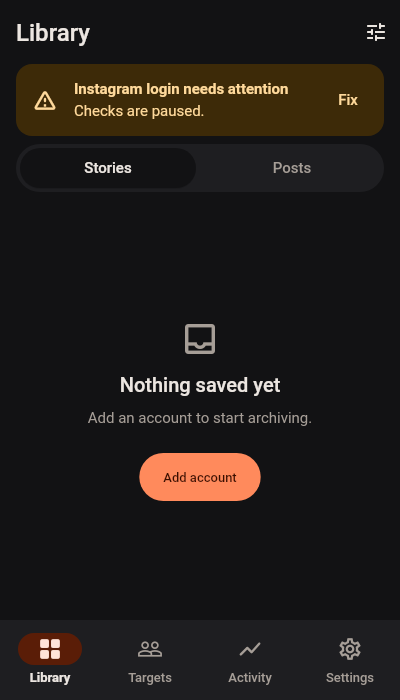 Library
Instagram login needs attention
Checks are paused.
Fix
Stories
Posts
Nothing saved yet
Add an account to start archiving.
Add account
Library
Targets
Activity
Settings